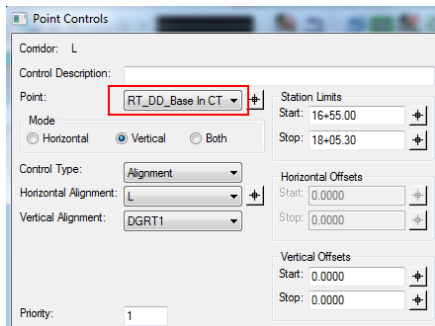 Point Controls
Corridor: L
Control Description:
Point: RT_DD_Base In CT
Mode
Horizontal Vertical Both
Control Type: Alignment
Horizontal Alignment: L
Vertical Alignment: DGRT1
Priority: 1
Station Limits
Start: 16+55.00
Stop: 18+05.30
Horizontal Offsets
Start: 0.0000
Stop: 0.0000
Vertical Offsets
Start: 0.0000
Stop: 0.0000